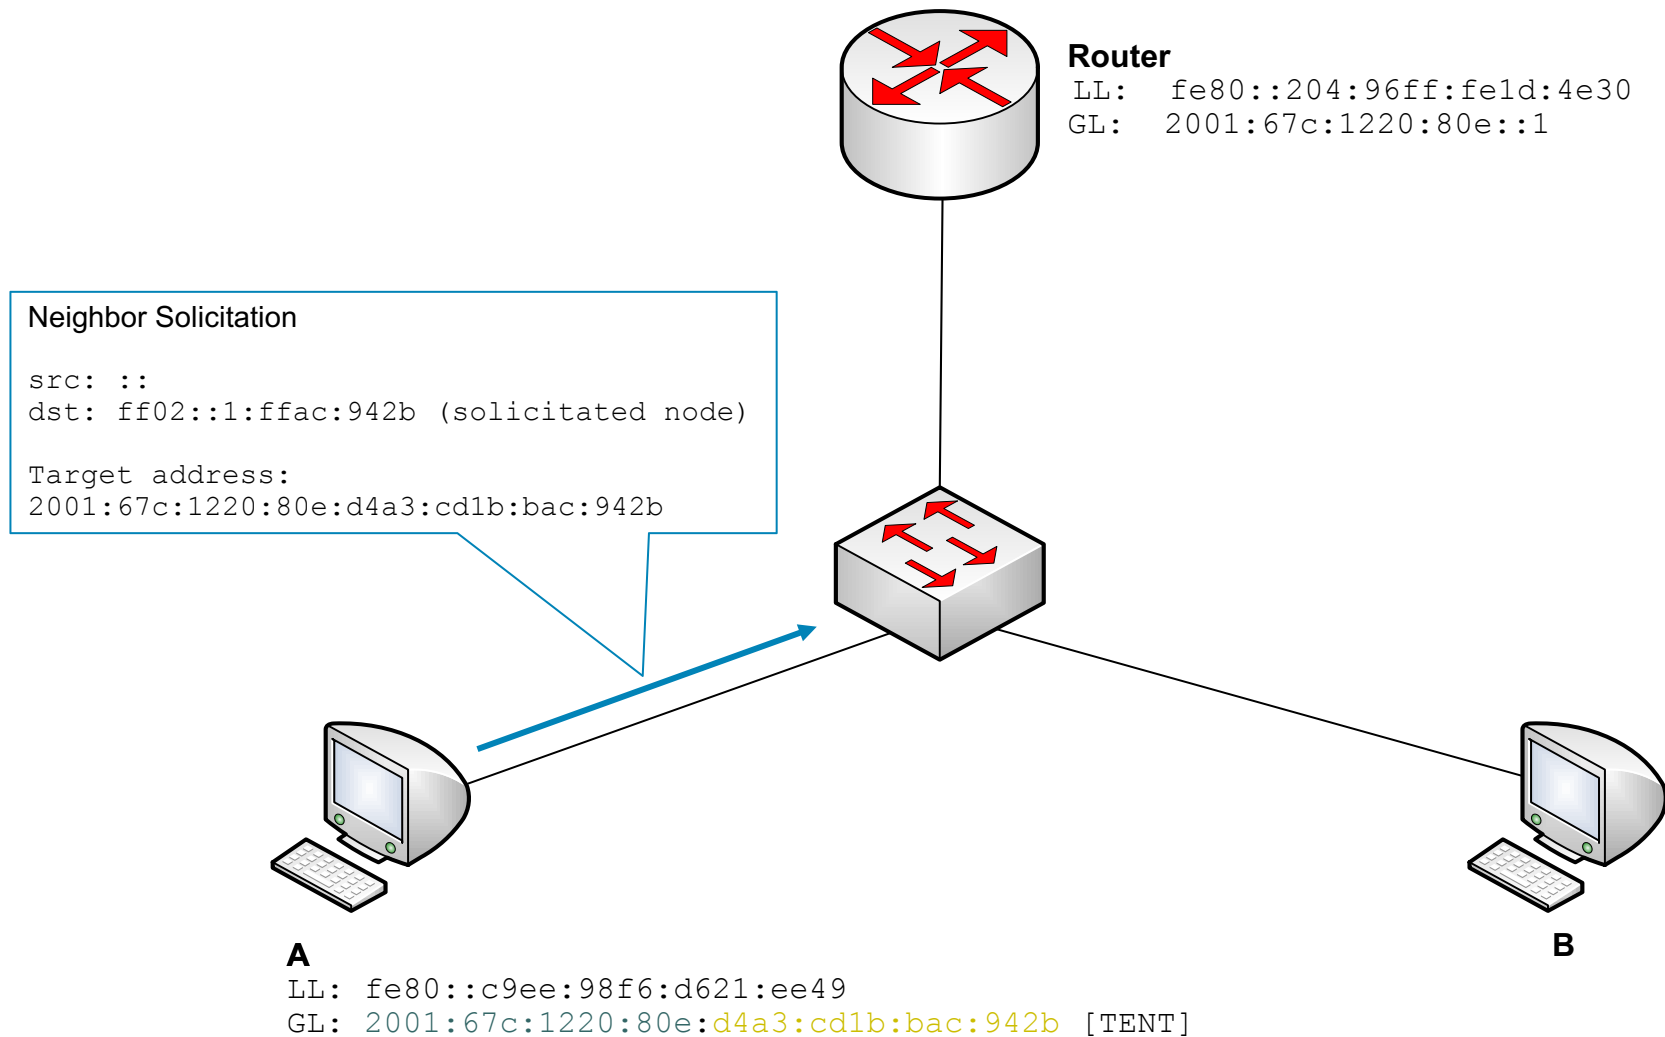 Router
LL: fe80::204:96ff:fe1d:4e30
GL: 2001:67c:1220:80e::1
Neighbor Solicitation
src: ::
dst: ff02::1:ffac:942b (solicitated node)
Target address:
2001:67c:1220:80e:d4a3:cd1b:bac:942b
A
LL: fe80::c9ee:98f6:d621:ee49
GL: 2001:67c:1220:80e:d4a3:cd1b:bac:942b [TENT]
B